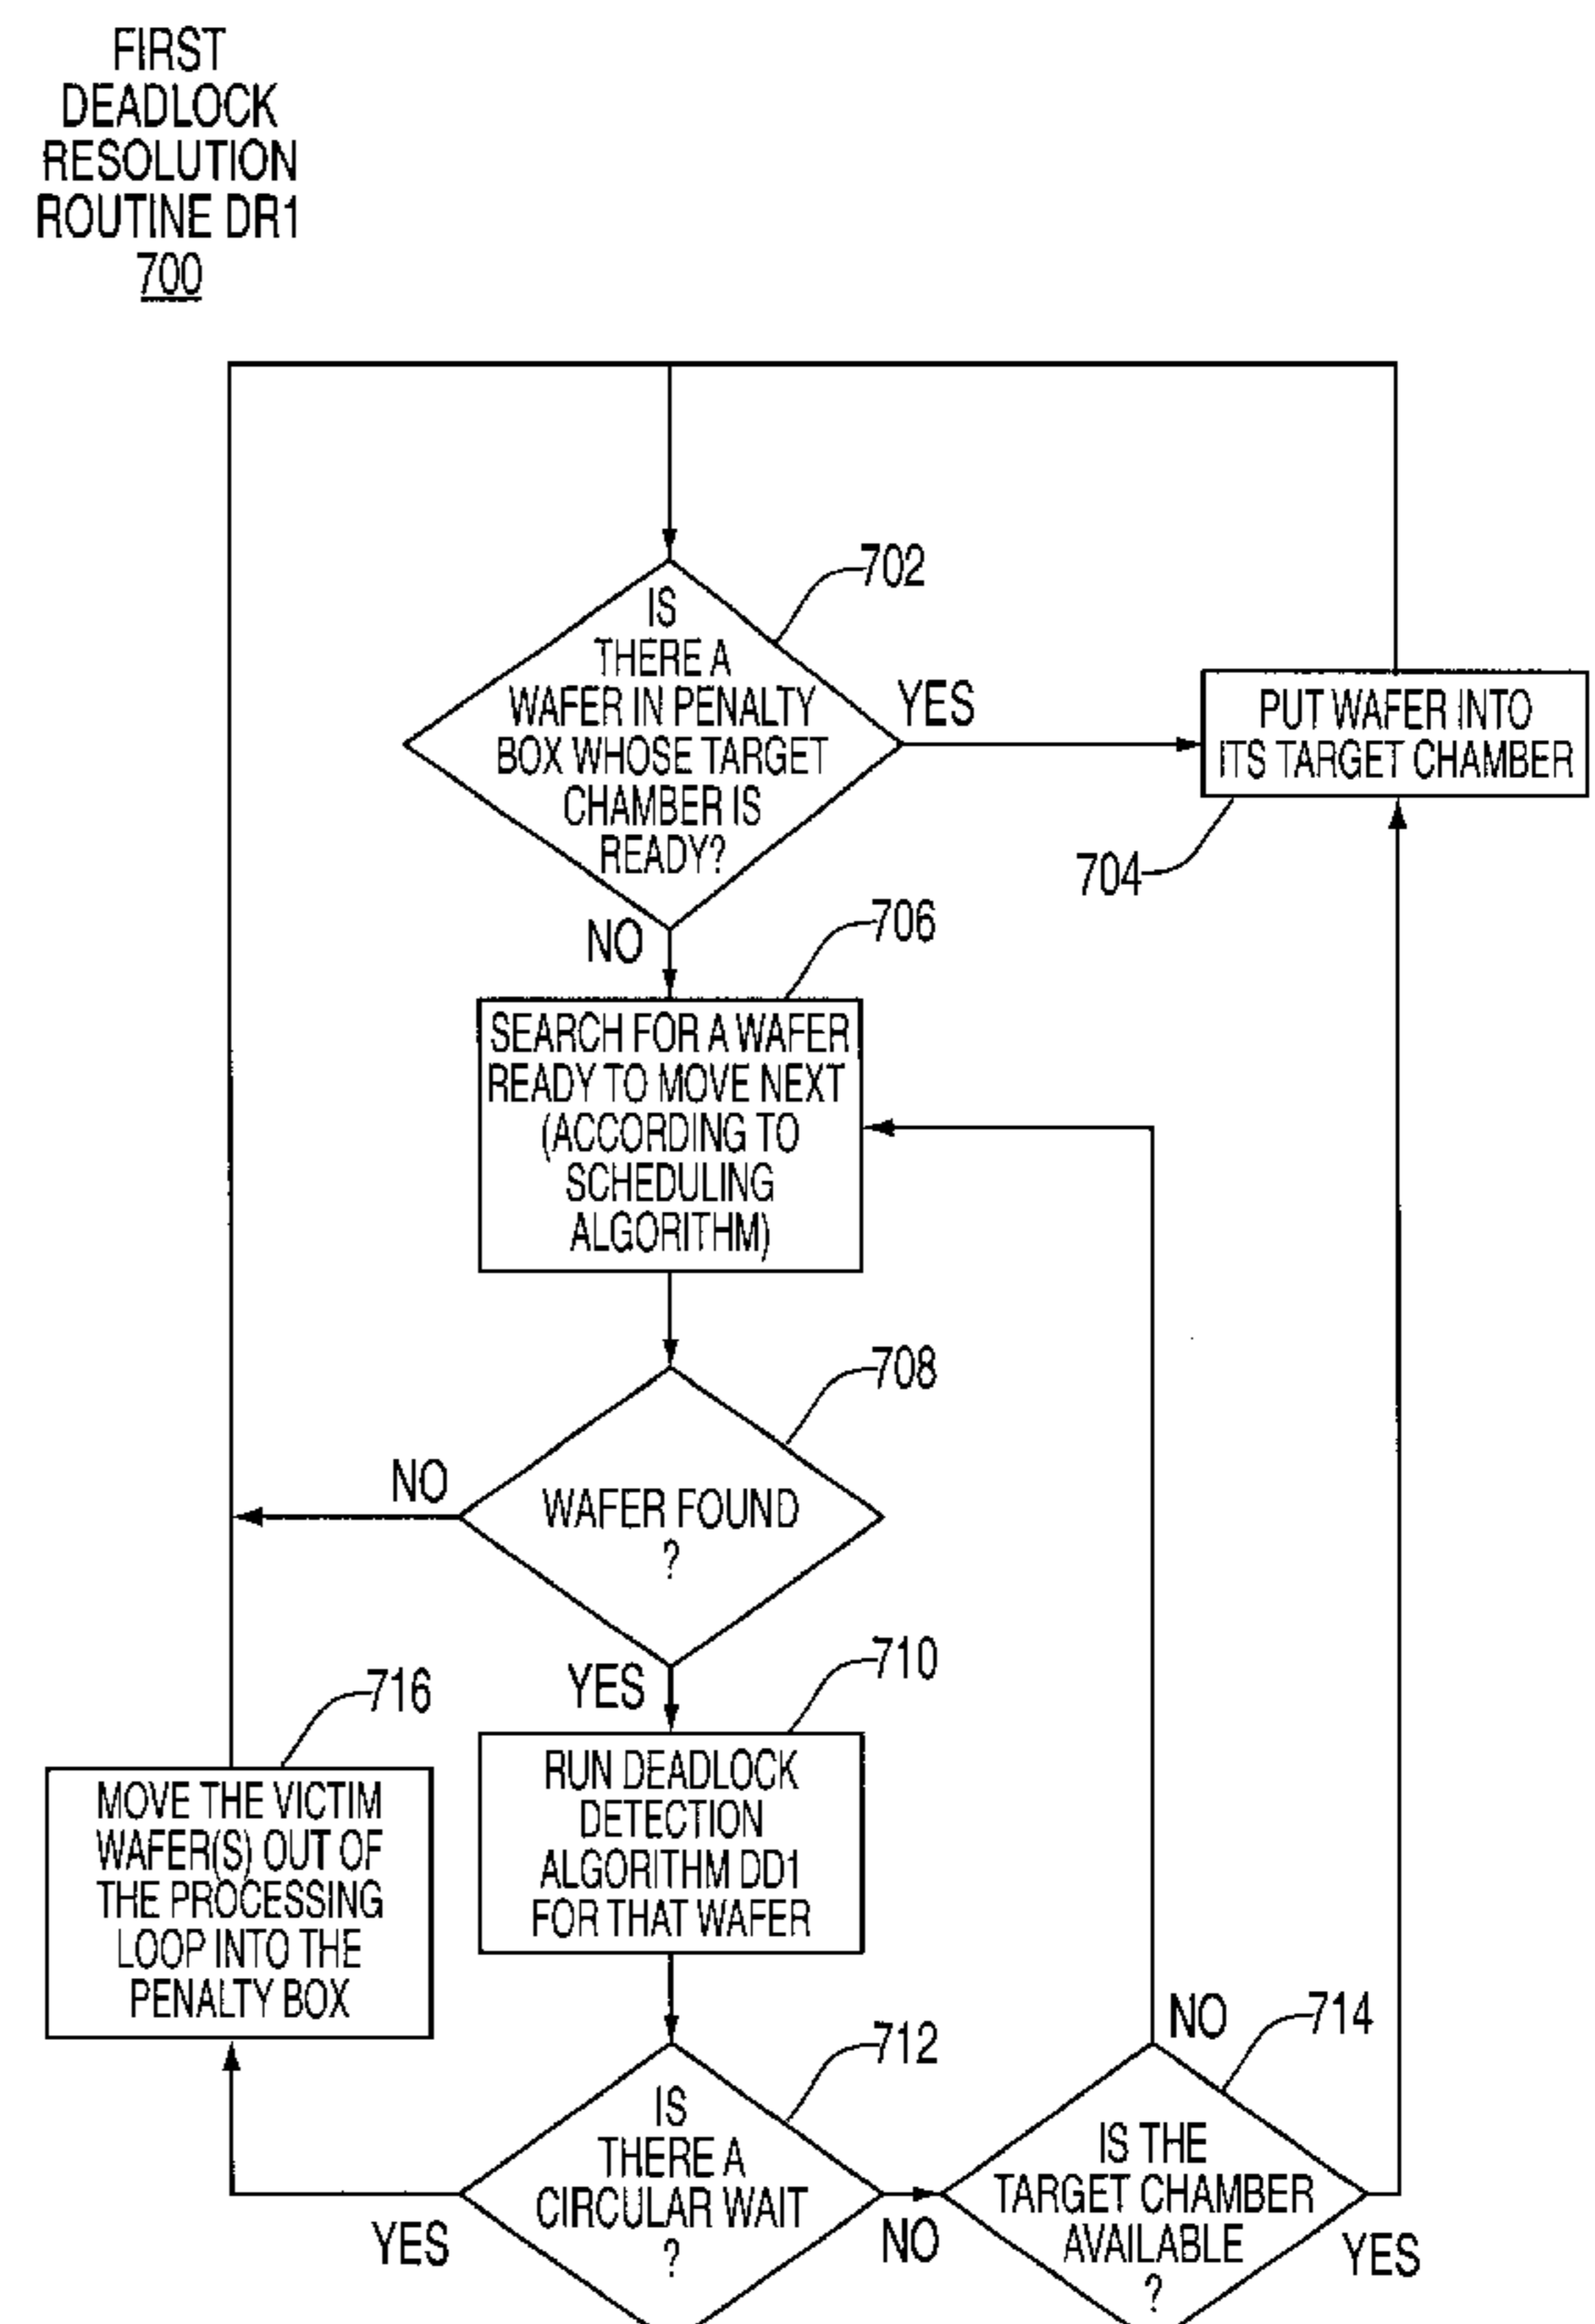 FIRST
DEADLOCK
RESOLUTION
ROUTINE DR1
700
702
IS
THERE A
WAFER IN PENALTY
BOX WHOSE TARGET
CHAMBER IS
READY?
YES
PUT WAFER INTO
ITS TARGET CHAMBER
704
NO
706
SEARCH FOR A WAFER
READY TO MOVE NEXT
(ACCORDING TO
SCHEDULING
ALGORITHM)
708
NO
WAFER FOUND
?
YES
710
716
RUN DEADLOCK
DETECTION
ALGORITHM DD1
FOR THAT WAFER
MOVE THE VICTIM
WAFER(S) OUT OF
THE PROCESSING
LOOP INTO THE
PENALTY BOX
712
NO
714
IS
THERE A
CIRCULAR WAIT
?
YES
NO
IS THE
TARGET CHAMBER
AVAILABLE
?
YES